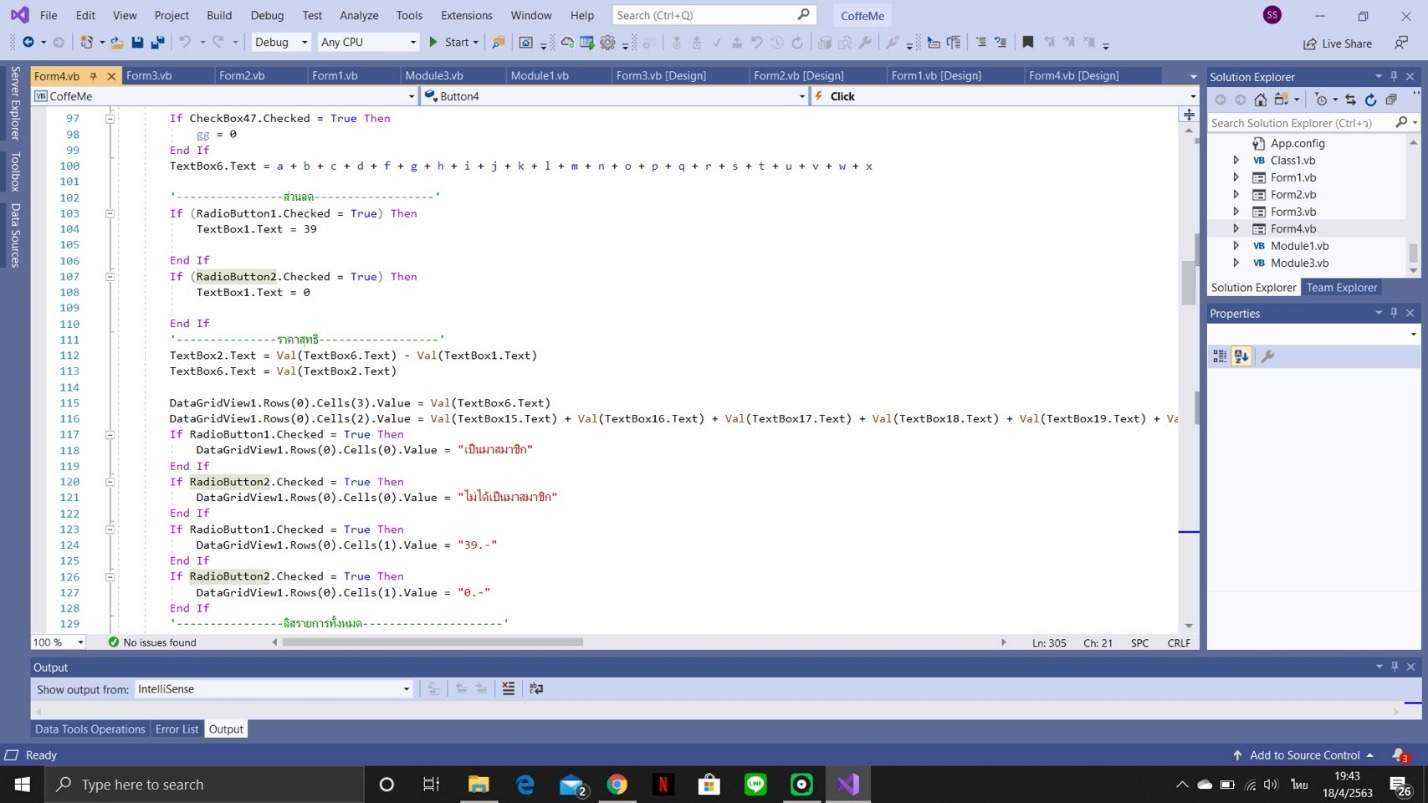 File Edit View Project Build Debug Test Analyze Tools Extensions Window Help Search (Ctrl+Q) CoffeMe SS
Debug Any CPU Start Live Share
Server Explorer
Toolbox
Data Sources
Form4.vb Form3.vb Form2.vb Form1.vb Module3.vb Module1.vb Form3.vb [Design] Form2.vb [Design] Form1.vb [Design] Form4.vb [Design]
CoffeMe Button4 Click
97 If CheckBox47.Checked = True Then
98 gg = 0
99 End If
100 TextBox6.Text = a + b + c + d + f + g + h + i + j + k + l + m + n + o + p + q + r + s + t + u + v + w + x
101
102 '----------------ส่วนลด------------------'
103 If (RadioButton1.Checked = True) Then
104 TextBox1.Text = 39
105
106 End If
107 If (RadioButton2.Checked = True) Then
108 TextBox1.Text = 0
109
110 End If
111 '---------------ราคาสุทธิ------------------'
112 TextBox2.Text = Val(TextBox6.Text) - Val(TextBox1.Text)
113 TextBox6.Text = Val(TextBox2.Text)
114
115 DataGridView1.Rows(0).Cells(3).Value = Val(TextBox6.Text)
116 DataGridView1.Rows(0).Cells(2).Value = Val(TextBox15.Text) + Val(TextBox16.Text) + Val(TextBox17.Text) + Val(TextBox18.Text) + Val(TextBox19.Text) + Va
117 If RadioButton1.Checked = True Then
118 DataGridView1.Rows(0).Cells(0).Value = "เป็นมาสมาชิก"
119 End If
120 If RadioButton2.Checked = True Then
121 DataGridView1.Rows(0).Cells(0).Value = "ไม่ได้เป็นมาสมาชิก"
122 End If
123 If RadioButton1.Checked = True Then
124 DataGridView1.Rows(0).Cells(1).Value = "39.-"
125 End If
126 If RadioButton2.Checked = True Then
127 DataGridView1.Rows(0).Cells(1).Value = "0.-"
128 End If
129 '----------------ลิสรายการทั้งหมด---------------------'
100 % No issues found Ln: 305 Ch: 21 SPC CRLF
Solution Explorer
Search Solution Explorer (Ctrl+า)
App.config
Class1.vb
Form1.vb
Form2.vb
Form3.vb
Form4.vb
Module1.vb
Module3.vb
Solution Explorer Team Explorer
Properties
Output
Show output from: IntelliSense
Data Tools Operations Error List Output
Ready Add to Source Control 3
Type here to search 2 ไทย 19:43
18/4/2563 26